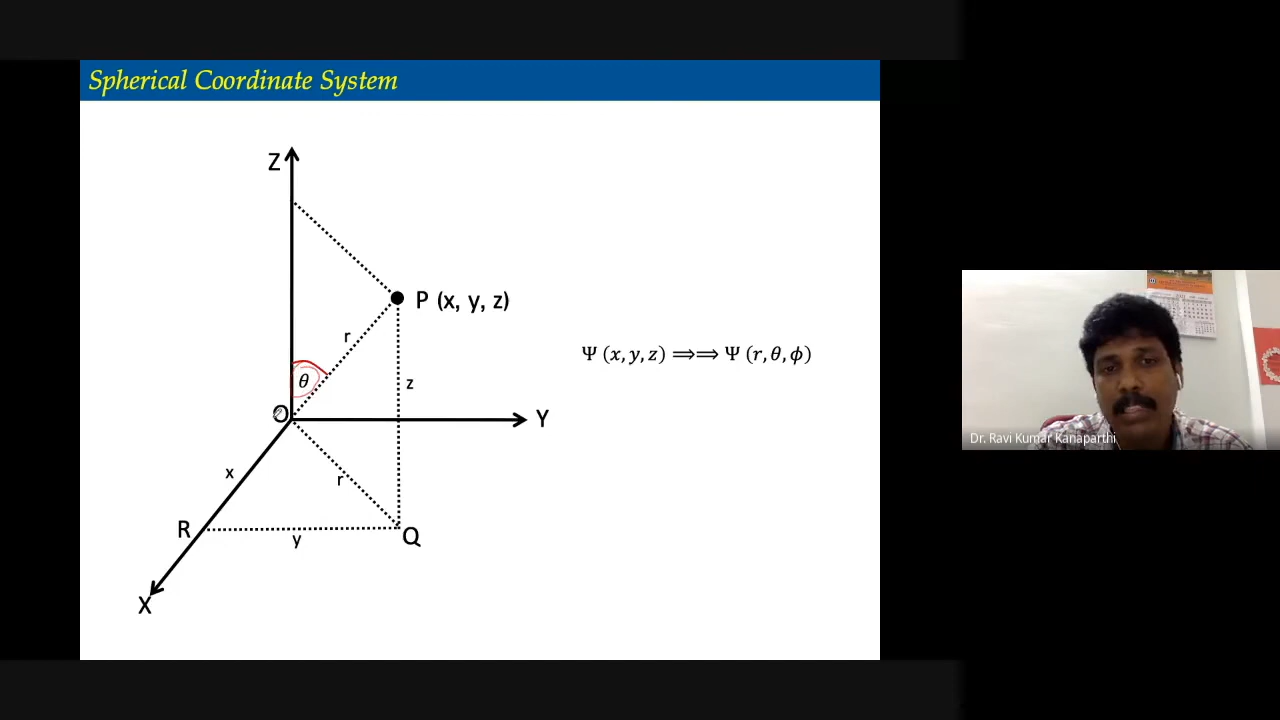 Spherical Coordinate System
Z
P (x, y, z)
r
Ψ (x, y, z) ⟹⟹ Ψ (r, θ, ϕ)
θ
z
O
Y
x
r
R
y
Q
X
Dr. Ravi Kumar Kanaparthi